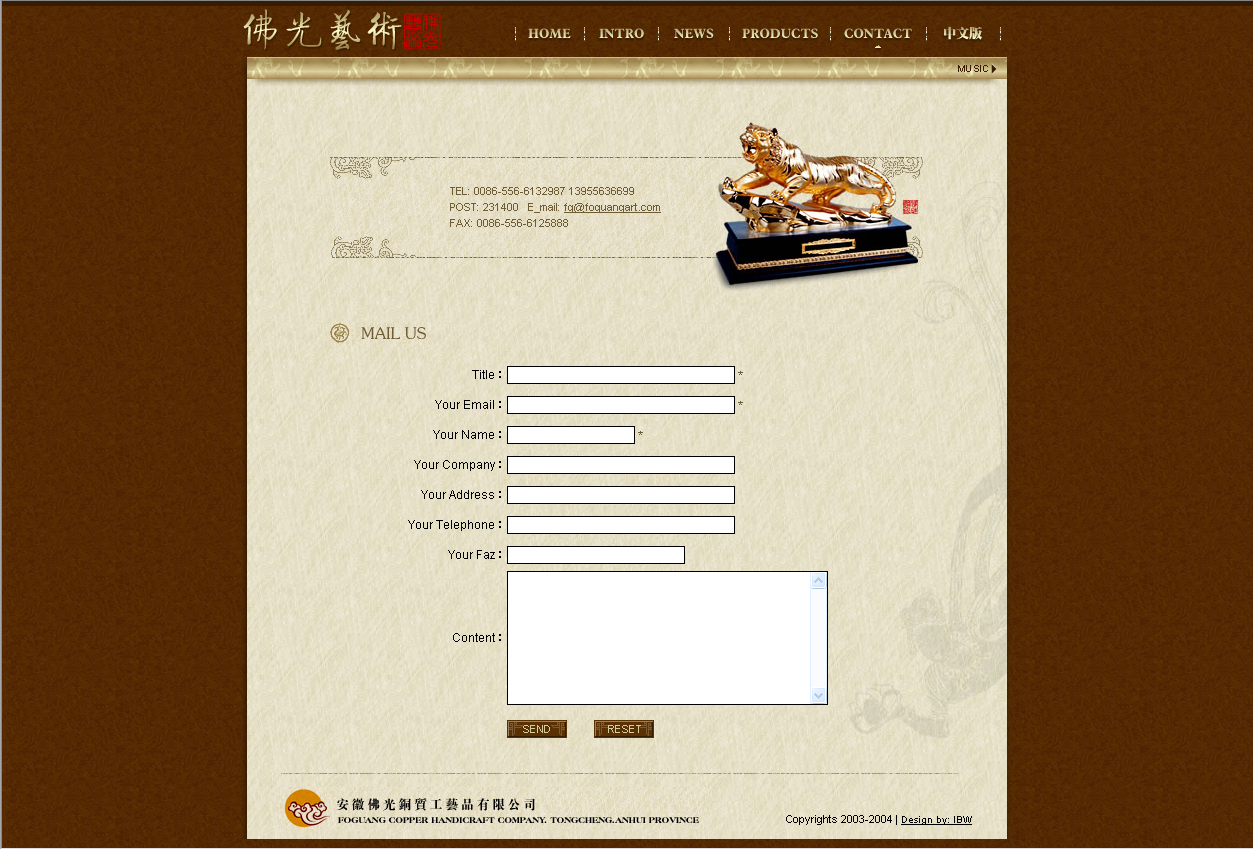 佛光藝術
HOME INTRO NEWS PRODUCTS CONTACT 中文版
MUSIC
TEL: 0086-556-6132987 13955636699
POST: 231400 E_mail: fg@foguangart.com
FAX: 0086-556-6125888
MAIL US
Title：*
Your Email：*
Your Name：*
Your Company：
Your Address：
Your Telephone：
Your Faz：
Content：
SEND RESET
安徽佛光銅質工藝品有限公司
FOGUANG COPPER HANDICRAFT COMPANY. TONGCHENG.ANHUI PROVINCE
Copyrights 2003-2004 | Design by: IBW